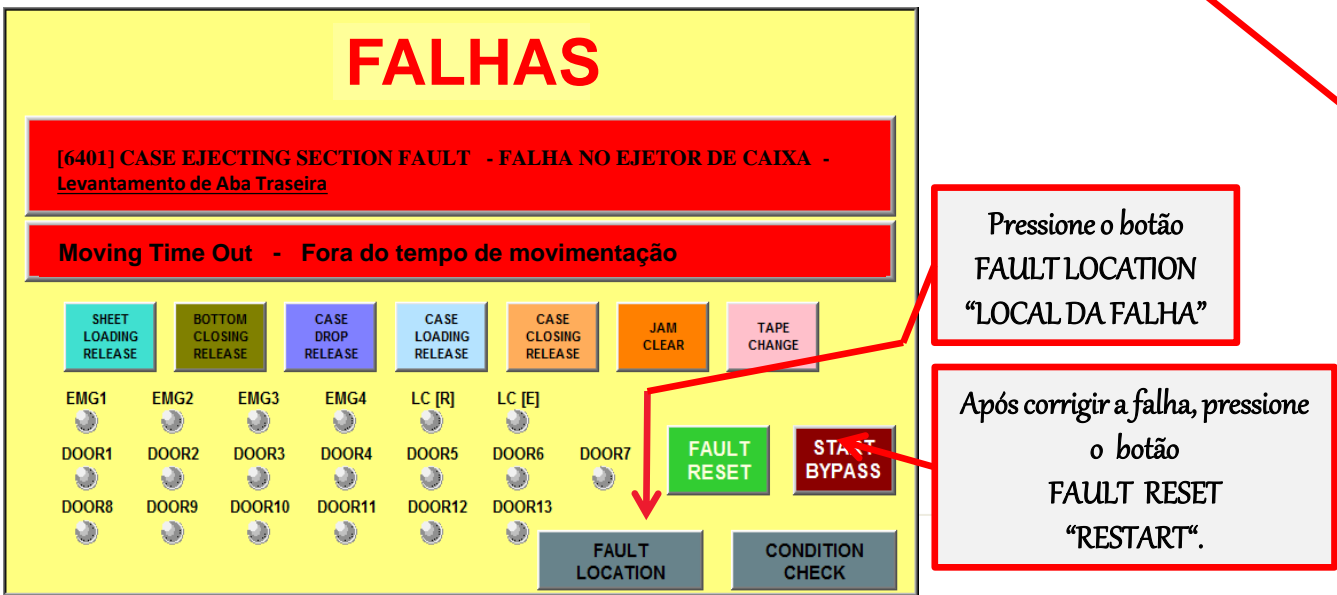 FALHAS
[6401] CASE EJECTING SECTION FAULT - FALHA NO EJETOR DE CAIXA -
Levantamento de Aba Traseira
Moving Time Out - Fora do tempo de movimentação
SHEET
LOADING
RELEASE
BOTTOM
CLOSING
RELEASE
CASE
DROP
RELEASE
CASE
LOADING
RELEASE
CASE
CLOSING
RELEASE
JAM
CLEAR
TAPE
CHANGE
EMG1 EMG2 EMG3 EMG4 LC [R] LC [E]
DOOR1 DOOR2 DOOR3 DOOR4 DOOR5 DOOR6 DOOR7
DOOR8 DOOR9 DOOR10 DOOR11 DOOR12 DOOR13
FAULT
RESET
START
BYPASS
FAULT
LOCATION
CONDITION
CHECK
Pressione o botão
FAULT LOCATION
“LOCAL DA FALHA”
Após corrigir a falha, pressione
o botão
FAULT RESET
“RESTART“.